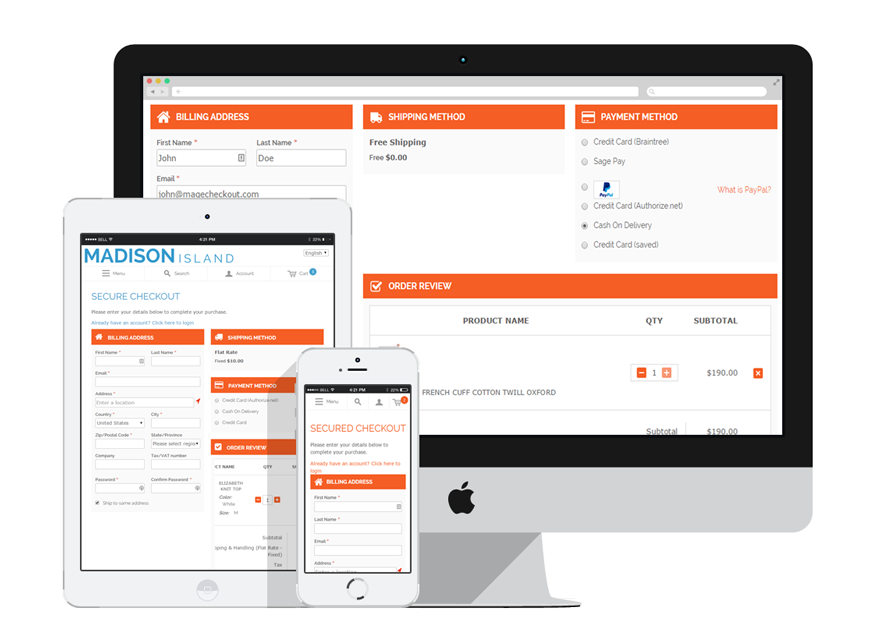 BILLING ADDRESS
First Name * Last Name *
John Doe
Email *
john@magecheckout.com
SHIPPING METHOD
Free Shipping
Free $0.00
PAYMENT METHOD
Credit Card (Braintree)
Sage Pay
PayPal What is PayPal?
Credit Card (Authorize.net)
Cash On Delivery
Credit Card (saved)
ORDER REVIEW
PRODUCT NAME QTY SUBTOTAL
1 $190.00
FRENCH CUFF COTTON TWILL OXFORD
Subtotal $190.00
BELL 4:21 PM 22%
MADISON ISLAND
English
Menu Search Account Cart
SECURE CHECKOUT
Please enter your details below to complete your purchase.
Already have an account? Click here to login
BILLING ADDRESS
First Name * Last Name *
Email *
Address *
Enter a location
Country * City *
United States
Zip/Postal Code * State/Province
Please select region
Company Tax/VAT number
Password * Confirm Password *
Ship to same address
SHIPPING METHOD
Flat Rate
Fixed $10.00
PAYMENT METHOD
Credit Card (Authorize.net)
Cash On Delivery
Credit Card
ORDER REVIEW
CT NAME QTY
ELIZABETH
KNIT TOP
Color:
White
Size: M
1
Subtotal
pping & Handling (Flat Rate -
Fixed)
Tax
BELL 4:21 PM 22%
Menu
SECURED CHECKOUT
Please enter your details below to
complete your purchase.
Already have an account? Click here to
login
BILLING ADDRESS
First Name *
Last Name *
Email *
Address *